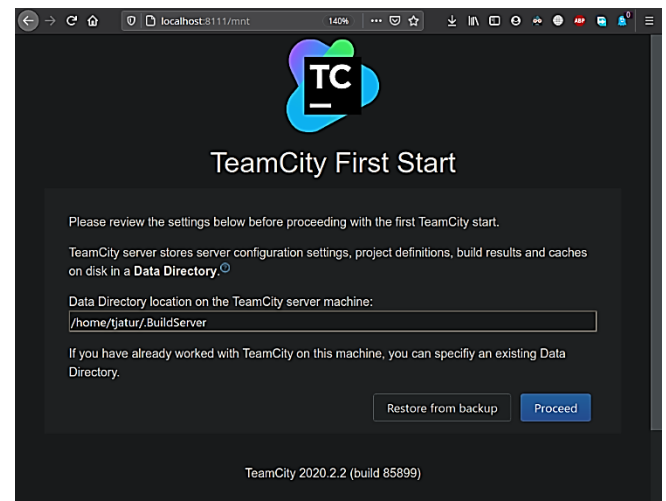 localhost:8111/mnt
140%
ABP
0
TC
TeamCity First Start
Please review the settings below before proceeding with the first TeamCity start.
TeamCity server stores server configuration settings, project definitions, build results and caches
on disk in a Data Directory.
Data Directory location on the TeamCity server machine:
/home/tjatur/.BuildServer
If you have already worked with TeamCity on this machine, you can specifiy an existing Data
Directory.
Restore from backup
Proceed
TeamCity 2020.2.2 (build 85899)